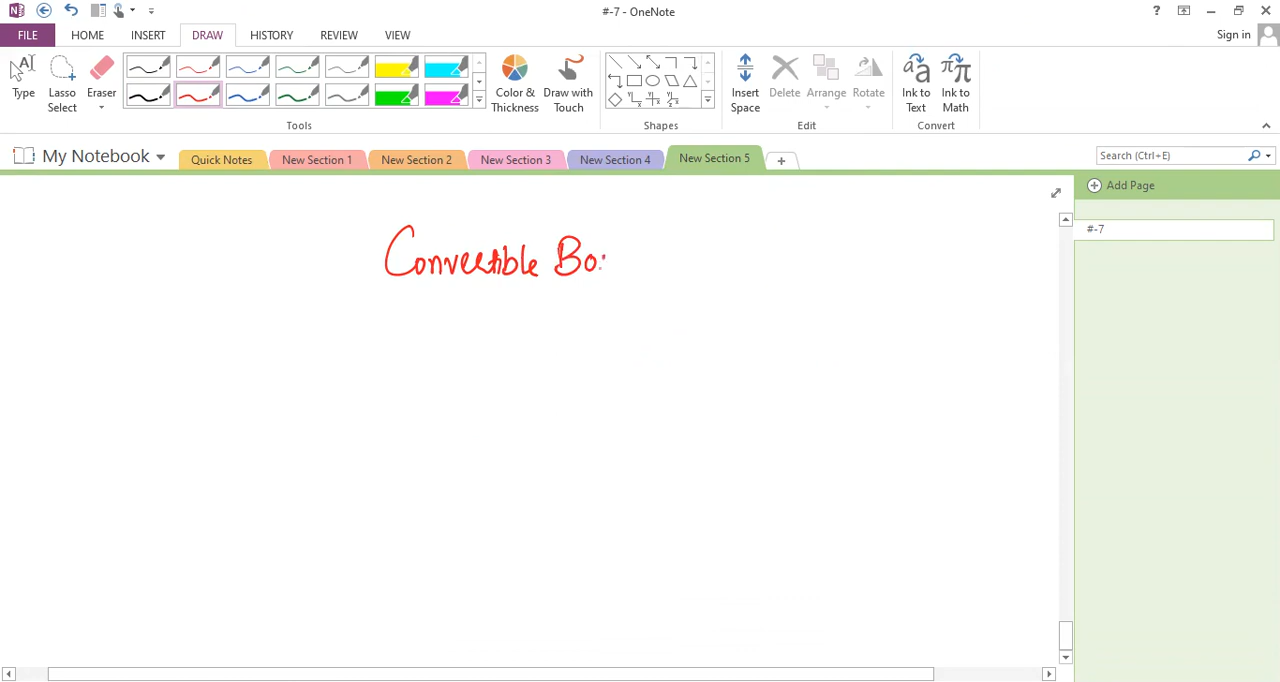 #-7 - OneNote
?
FILE HOME INSERT DRAW HISTORY REVIEW VIEW Sign in
Type
Lasso Select
Eraser
Color & Thickness
Draw with Touch
Insert Space
Delete
Arrange
Rotate
Ink to Text
Ink to Math
Tools Shapes Edit Convert
My Notebook Quick Notes New Section 1 New Section 2 New Section 3 New Section 4 New Section 5 Search (Ctrl+E)
Add Page
#-7
Convertible Bo